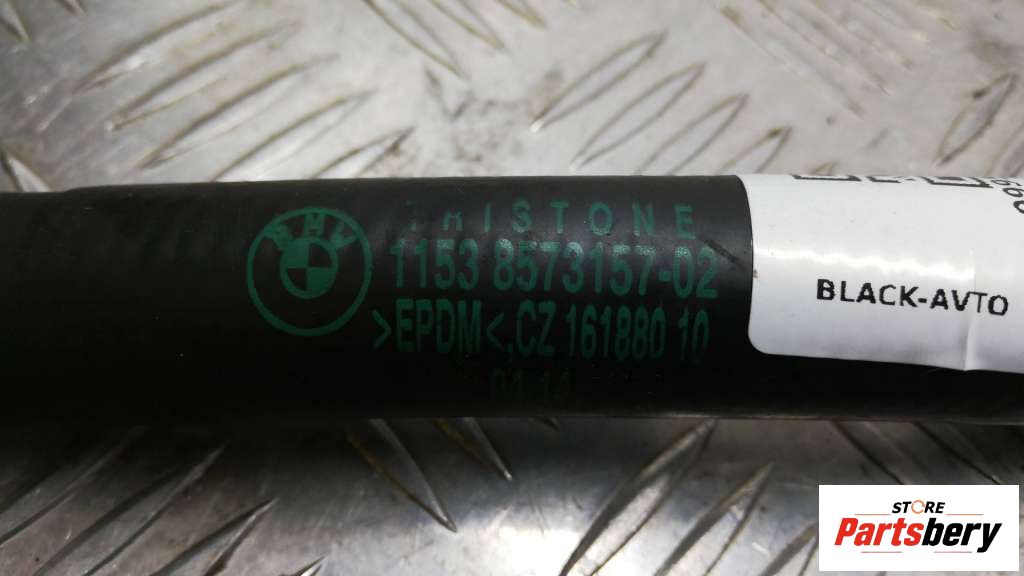 BMW
TRISTONE
1153 8573157-02
>EPDM<,CZ 161880 10
BLACK-AVTO
STORE
Partsbery